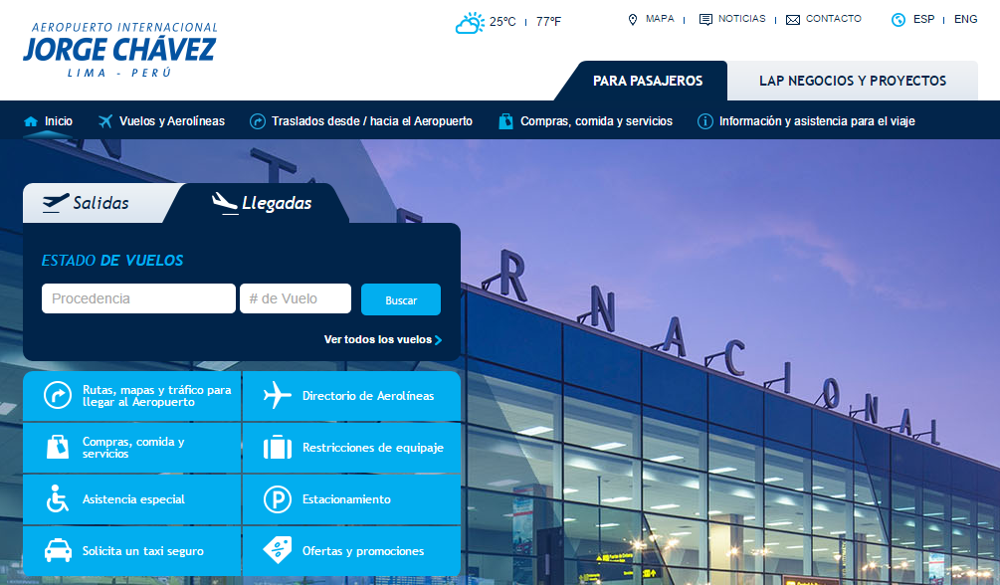 AEROPUERTO INTERNACIONAL
JORGE CHÁVEZ
LIMA - PERÚ
25°C | 77°F
MAPA | NOTICIAS | CONTACTO
ESP | ENG
PARA PASAJEROS
LAP NEGOCIOS Y PROYECTOS
Inicio
Vuelos y Aerolíneas
Traslados desde / hacia el Aeropuerto
Compras, comida y servicios
Información y asistencia para el viaje
Salidas
Llegadas
ESTADO DE VUELOS
Procedencia
# de Vuelo
Buscar
Ver todos los vuelos
Rutas, mapas y tráfico para
llegar al Aeropuerto
Directorio de Aerolíneas
Compras, comida y
servicios
Restricciones de equipaje
Asistencia especial
Estacionamiento
Solicita un taxi seguro
Ofertas y promociones
N T E R N A C I O N A L